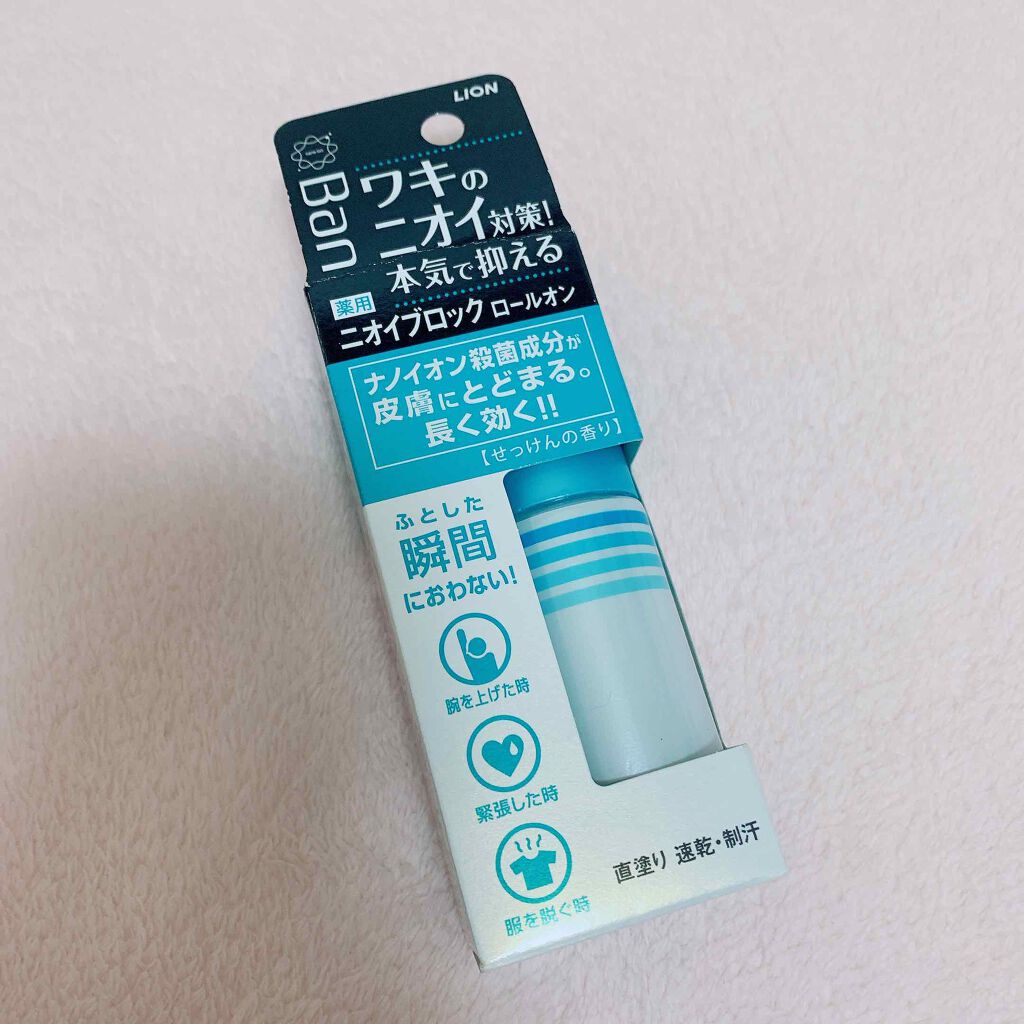 LION
Ban
ワキの
ニオイ対策!
本気で抑える
薬用
ニオイブロック ロールオン
ナノイオン殺菌成分が
皮膚にとどまる。
長く効く!!
【せっけんの香り】
ふとした
瞬間
におわない!
腕を上げた時
緊張した時
服を脱ぐ時
直塗り 速乾・制汗